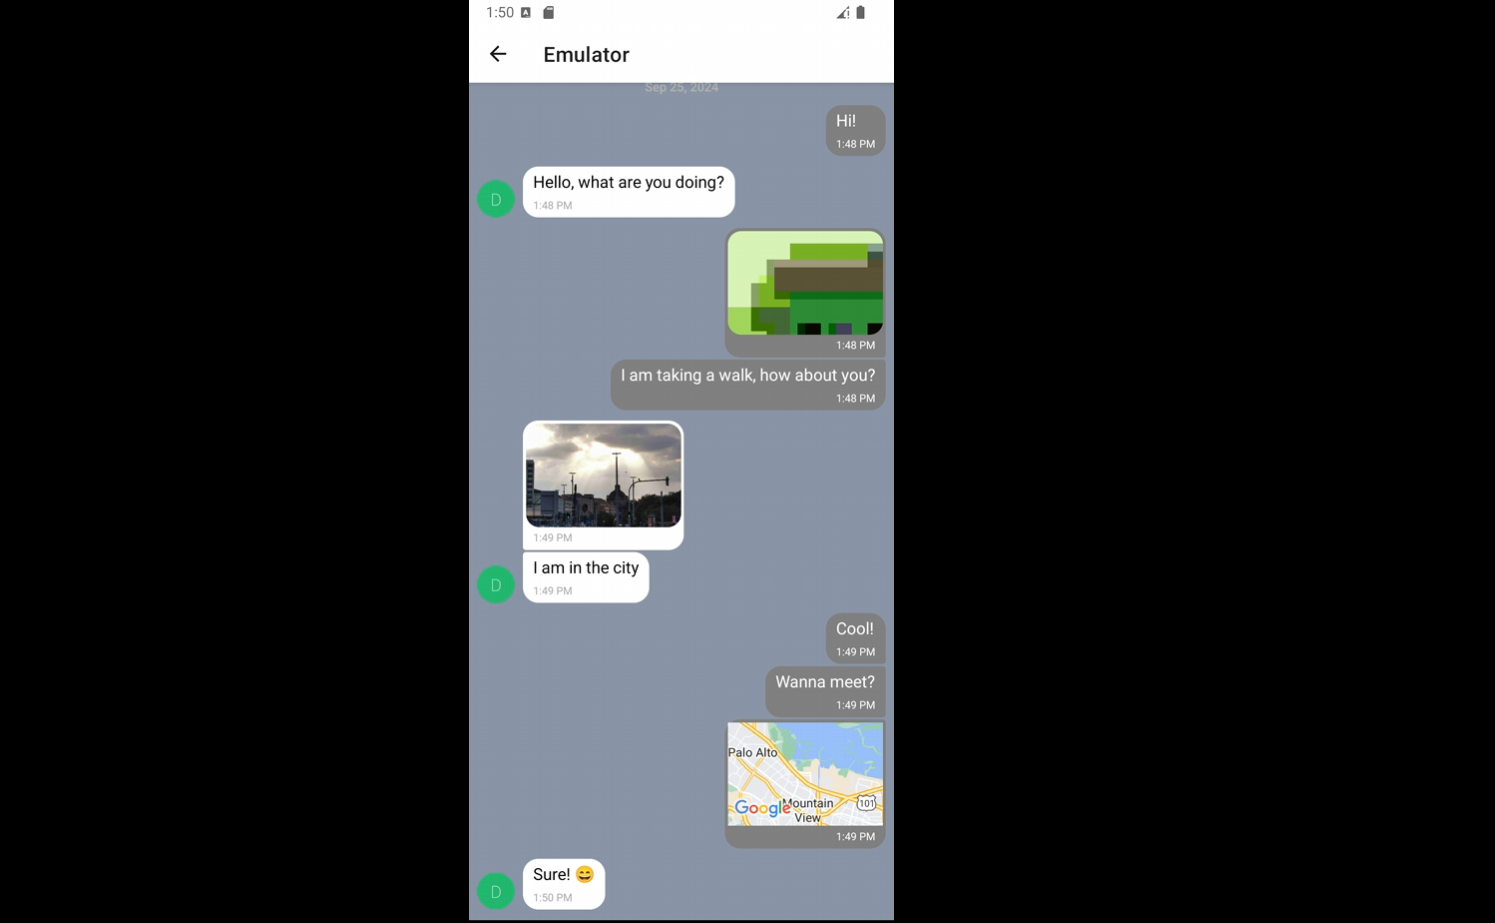 1:50
Emulator
Sep 25, 2024
Hi!
1:48 PM
Hello, what are you doing?
D
1:48 PM
1:48 PM
I am taking a walk, how about you?
1:48 PM
1:49 PM
I am in the city
D
1:49 PM
Cool!
1:49 PM
Wanna meet?
1:49 PM
Palo Alto
101
Google
Mountain
View
1:49 PM
Sure! 😄
D
1:50 PM